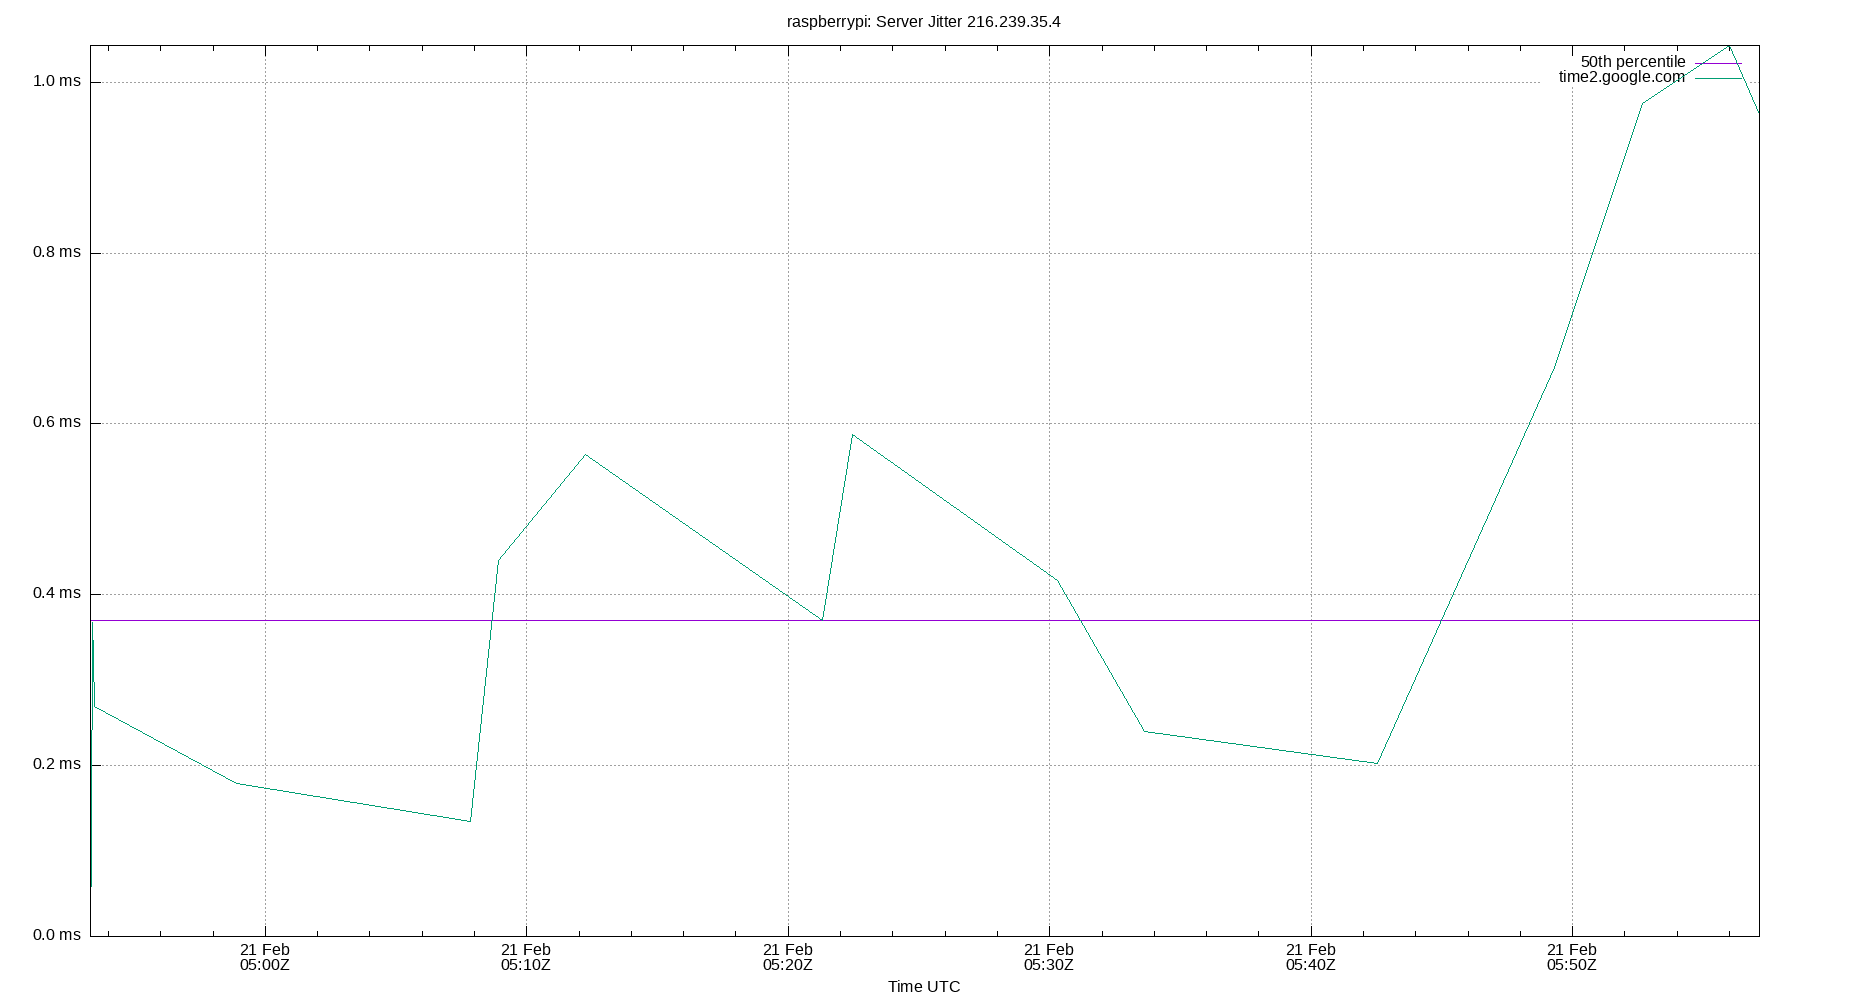 raspberrypi: Server Jitter 216.239.35.4
50th percentile
time2.google.com
1.0 ms
0.8 ms
0.6 ms
0.4 ms
0.2 ms
0.0 ms
21 Feb 21 Feb 21 Feb 21 Feb 21 Feb 21 Feb
05:00Z 05:10Z 05:20Z 05:30Z 05:40Z 05:50Z
Time UTC